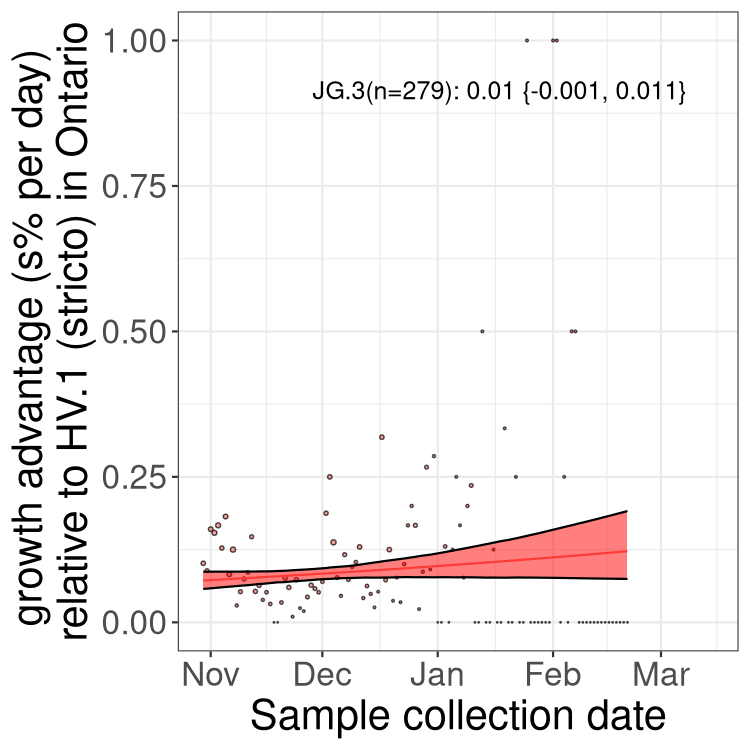 growth advantage (s% per day)
relative to HV.1 (stricto) in Ontario
1.00
0.75
0.50
0.25
0.00
JG.3(n=279): 0.01 {-0.001, 0.011}
Nov Dec Jan Feb Mar
Sample collection date